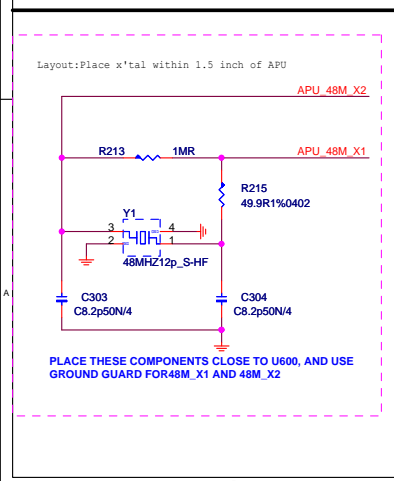 Layout:Place x'tal within 1.5 inch of APU
APU_48M_X2
R213 1MR
APU_48M_X1
R215
49.9R1%0402
Y1
3 4
2 1
48MHZ12p_S-HF
A
C303
C8.2p50N/4
C304
C8.2p50N/4
PLACE THESE COMPONENTS CLOSE TO U600, AND USE
GROUND GUARD FOR48M_X1 AND 48M_X2